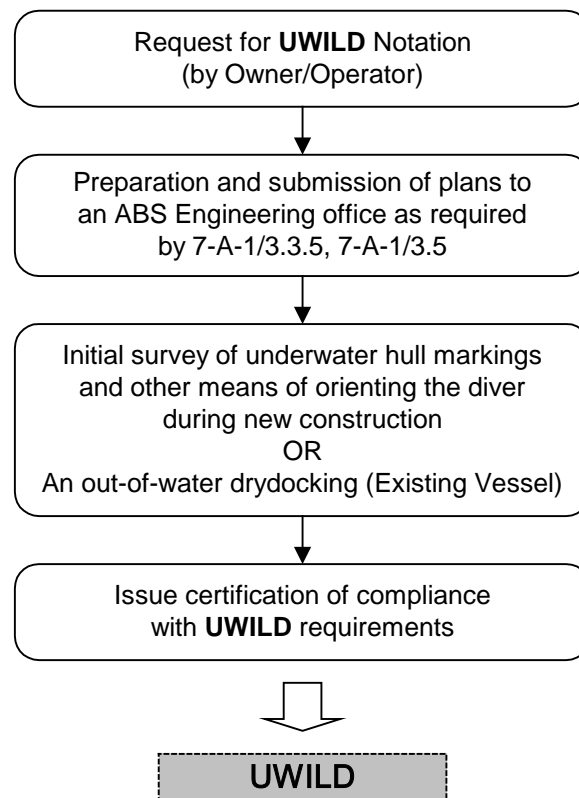 Request for UWILD Notation
(by Owner/Operator)
Preparation and submission of plans to
an ABS Engineering office as required
by 7-A-1/3.3.5, 7-A-1/3.5
Initial survey of underwater hull markings
and other means of orienting the diver
during new construction
OR
An out-of-water drydocking (Existing Vessel)
Issue certification of compliance
with UWILD requirements
UWILD